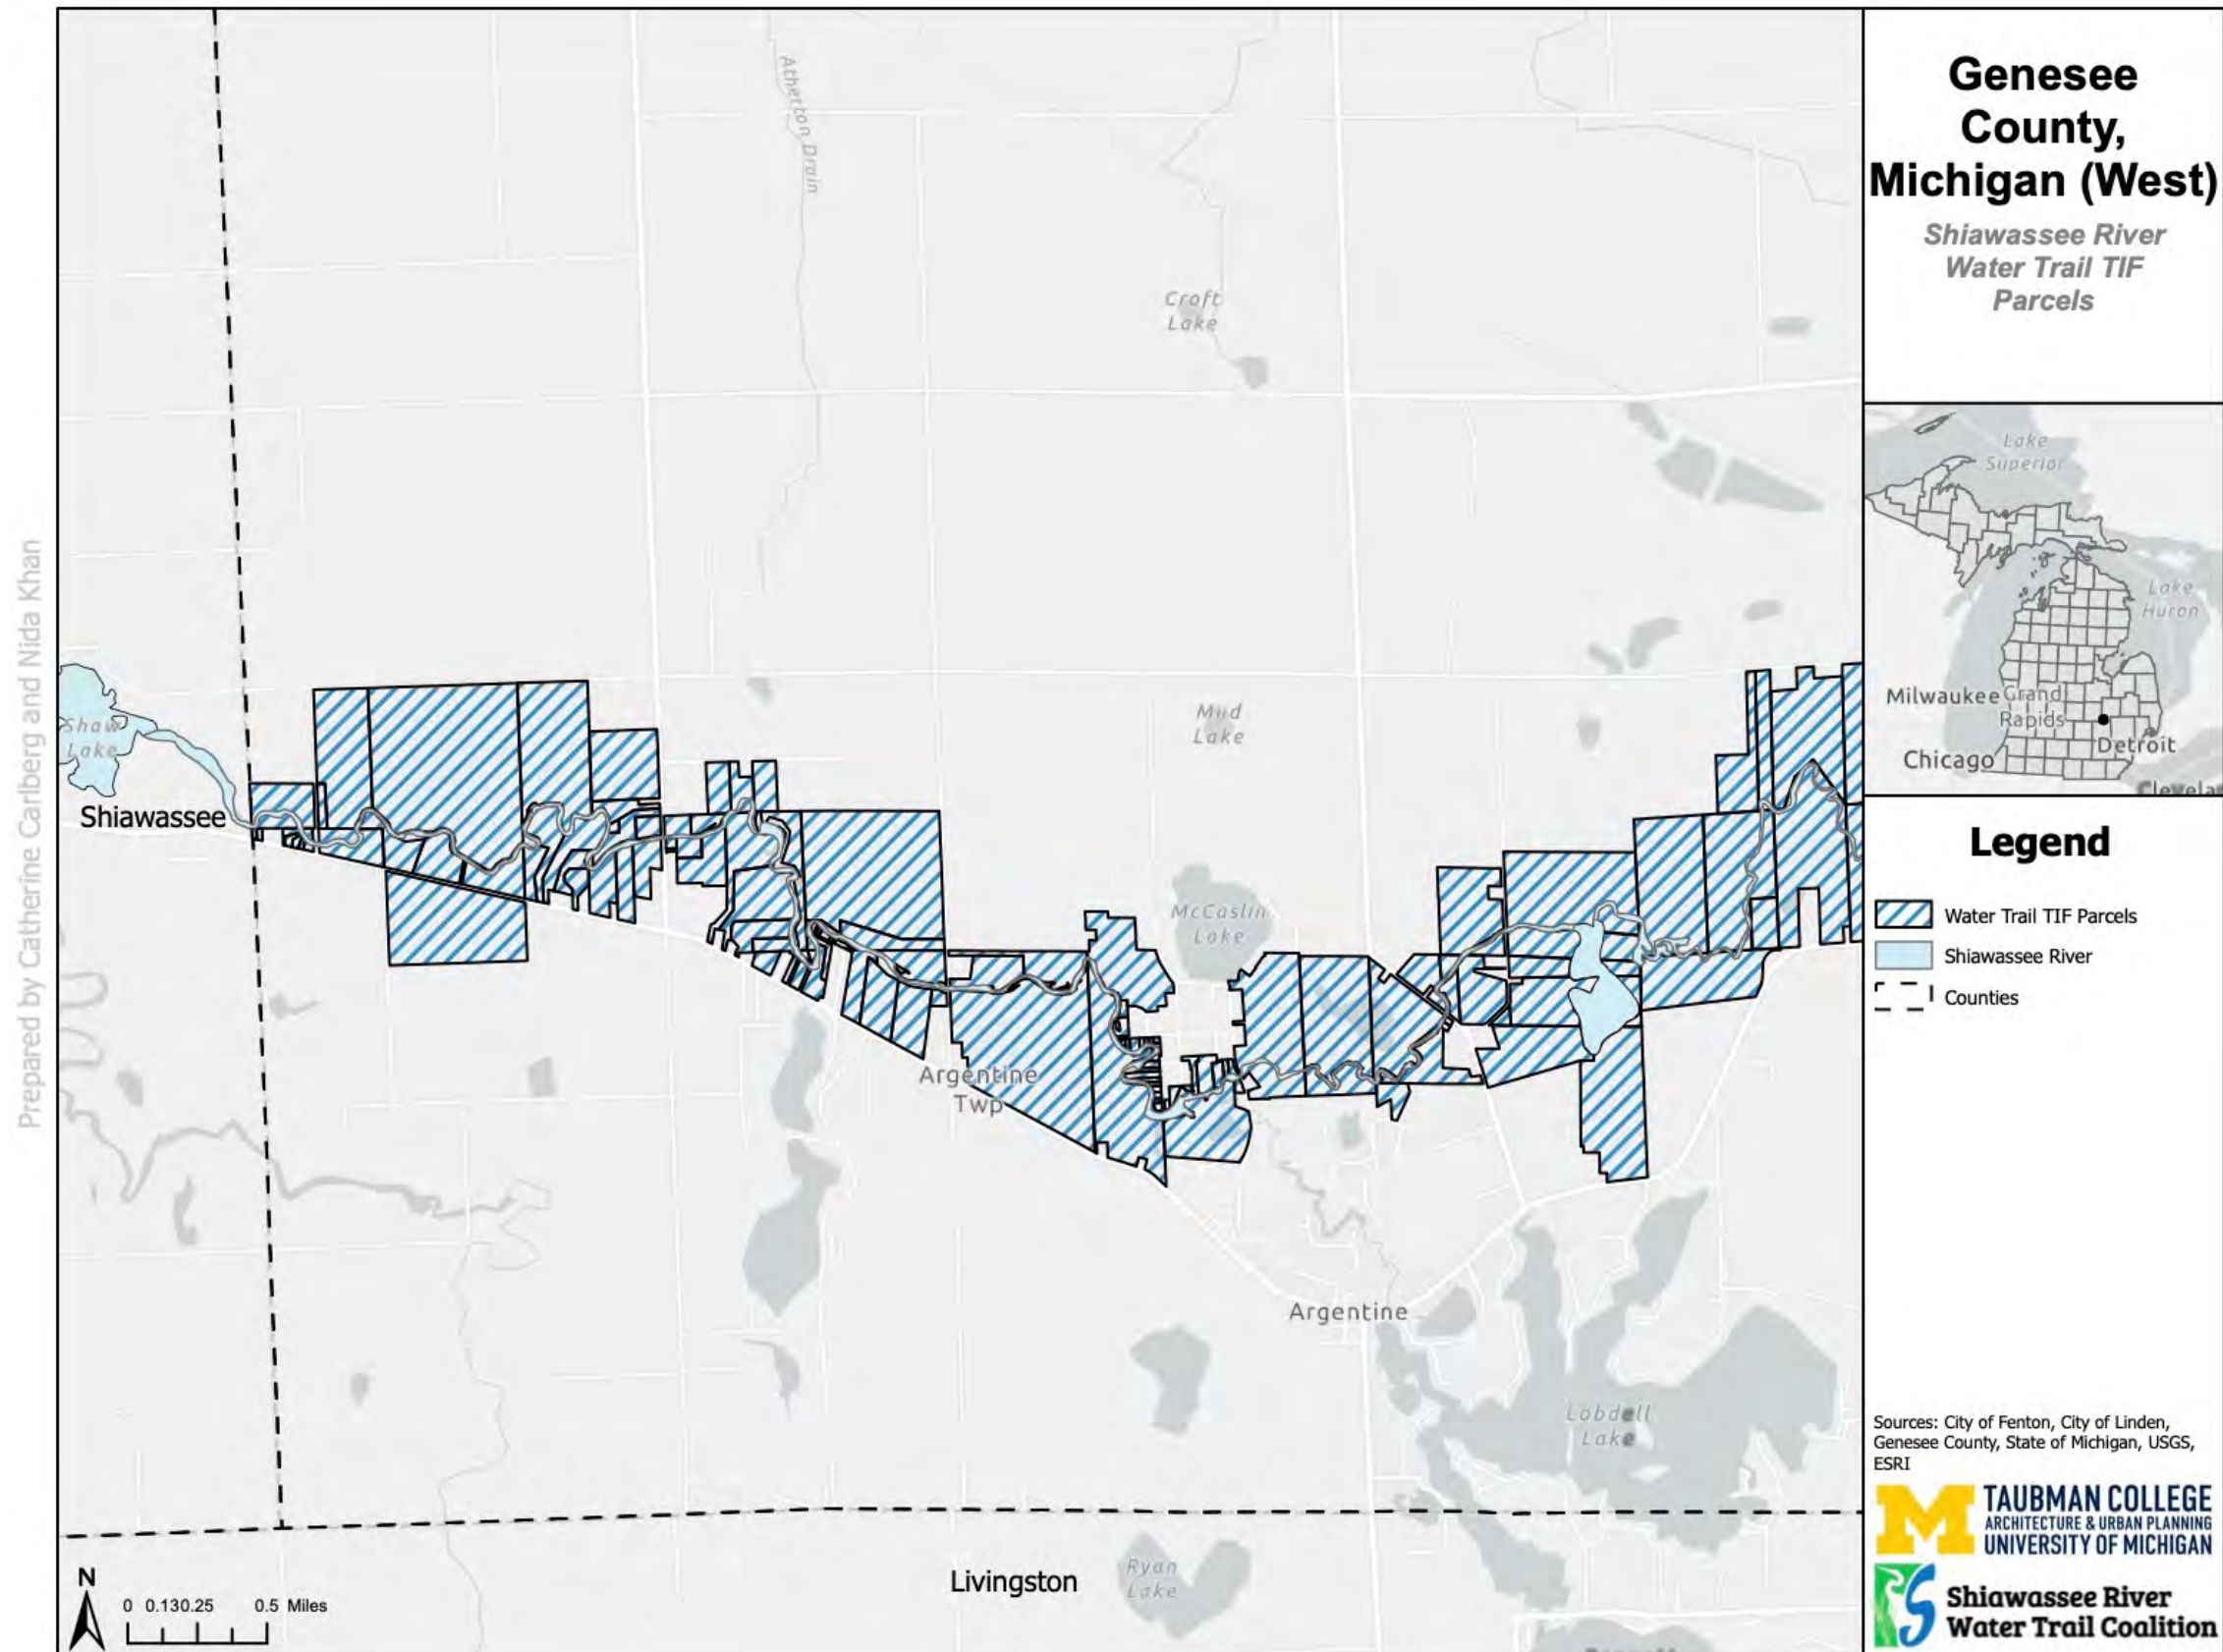 Genesee
County,
Michigan (West)
Shiawassee River
Water Trail TIF
Parcels
Atherton Drain
Croft
Lake
Mud
Lake
McCaslin
Lake
Shaw
Lake
Shiawassee
Argentine
Twp
Argentine
Lobdell
Lake
Livingston
Ryan
Lake
N
0 0.130.25 0.5 Miles
Prepared by Catherine Carlberg and Nida Khan
Lake
Superior
Lake
Huron
Milwaukee
Grand
Rapids
Detroit
Chicago
Clevela
Legend
Water Trail TIF Parcels
Shiawassee River
Counties
Sources: City of Fenton, City of Linden,
Genesee County, State of Michigan, USGS,
ESRI
M
TAUBMAN COLLEGE
ARCHITECTURE & URBAN PLANNING
UNIVERSITY OF MICHIGAN
Shiawassee River
Water Trail Coalition